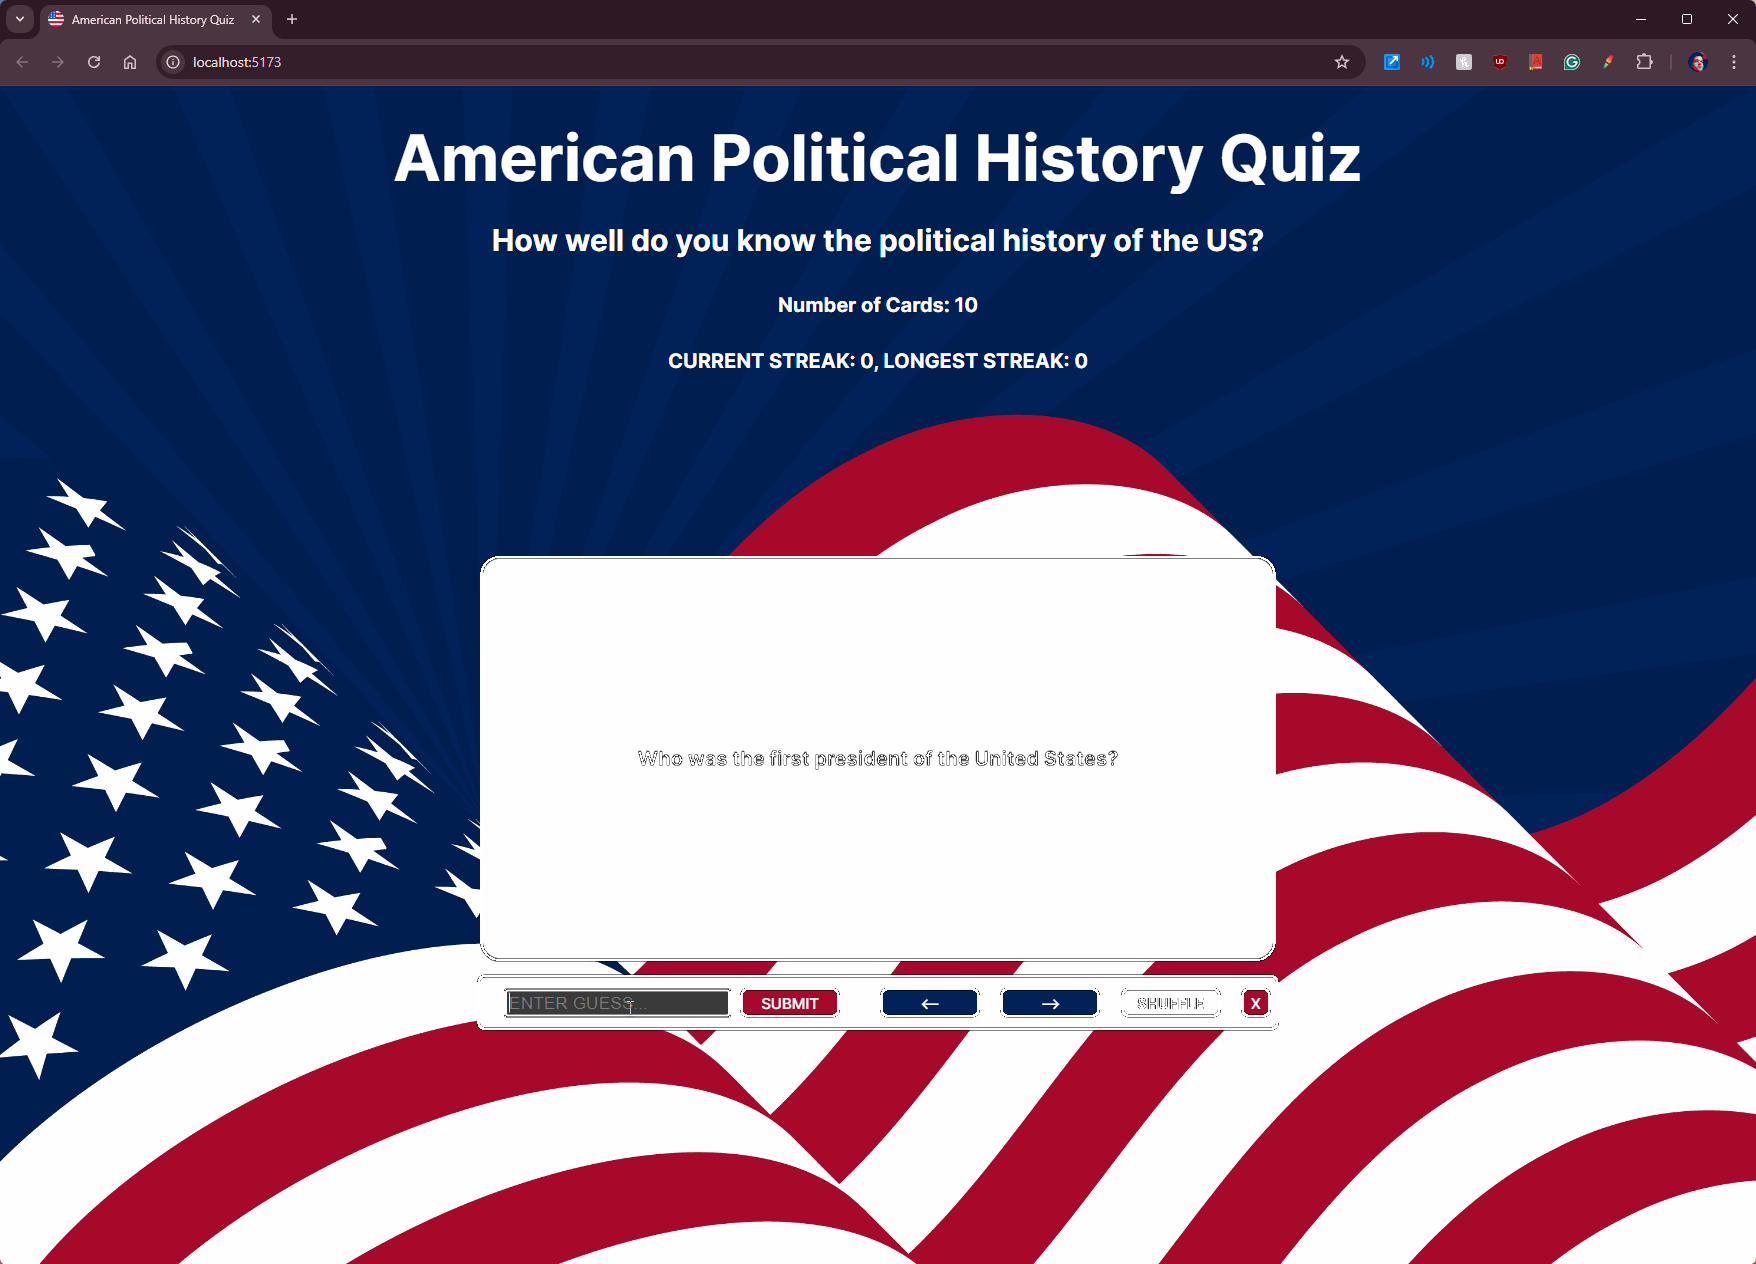 American Political History Quiz
localhost:5173
American Political History Quiz
How well do you know the political history of the US?
Number of Cards: 10
CURRENT STREAK: 0, LONGEST STREAK: 0
Who was the first president of the United States?
ENTER GUESS... SUBMIT ← → SHUFFLE X